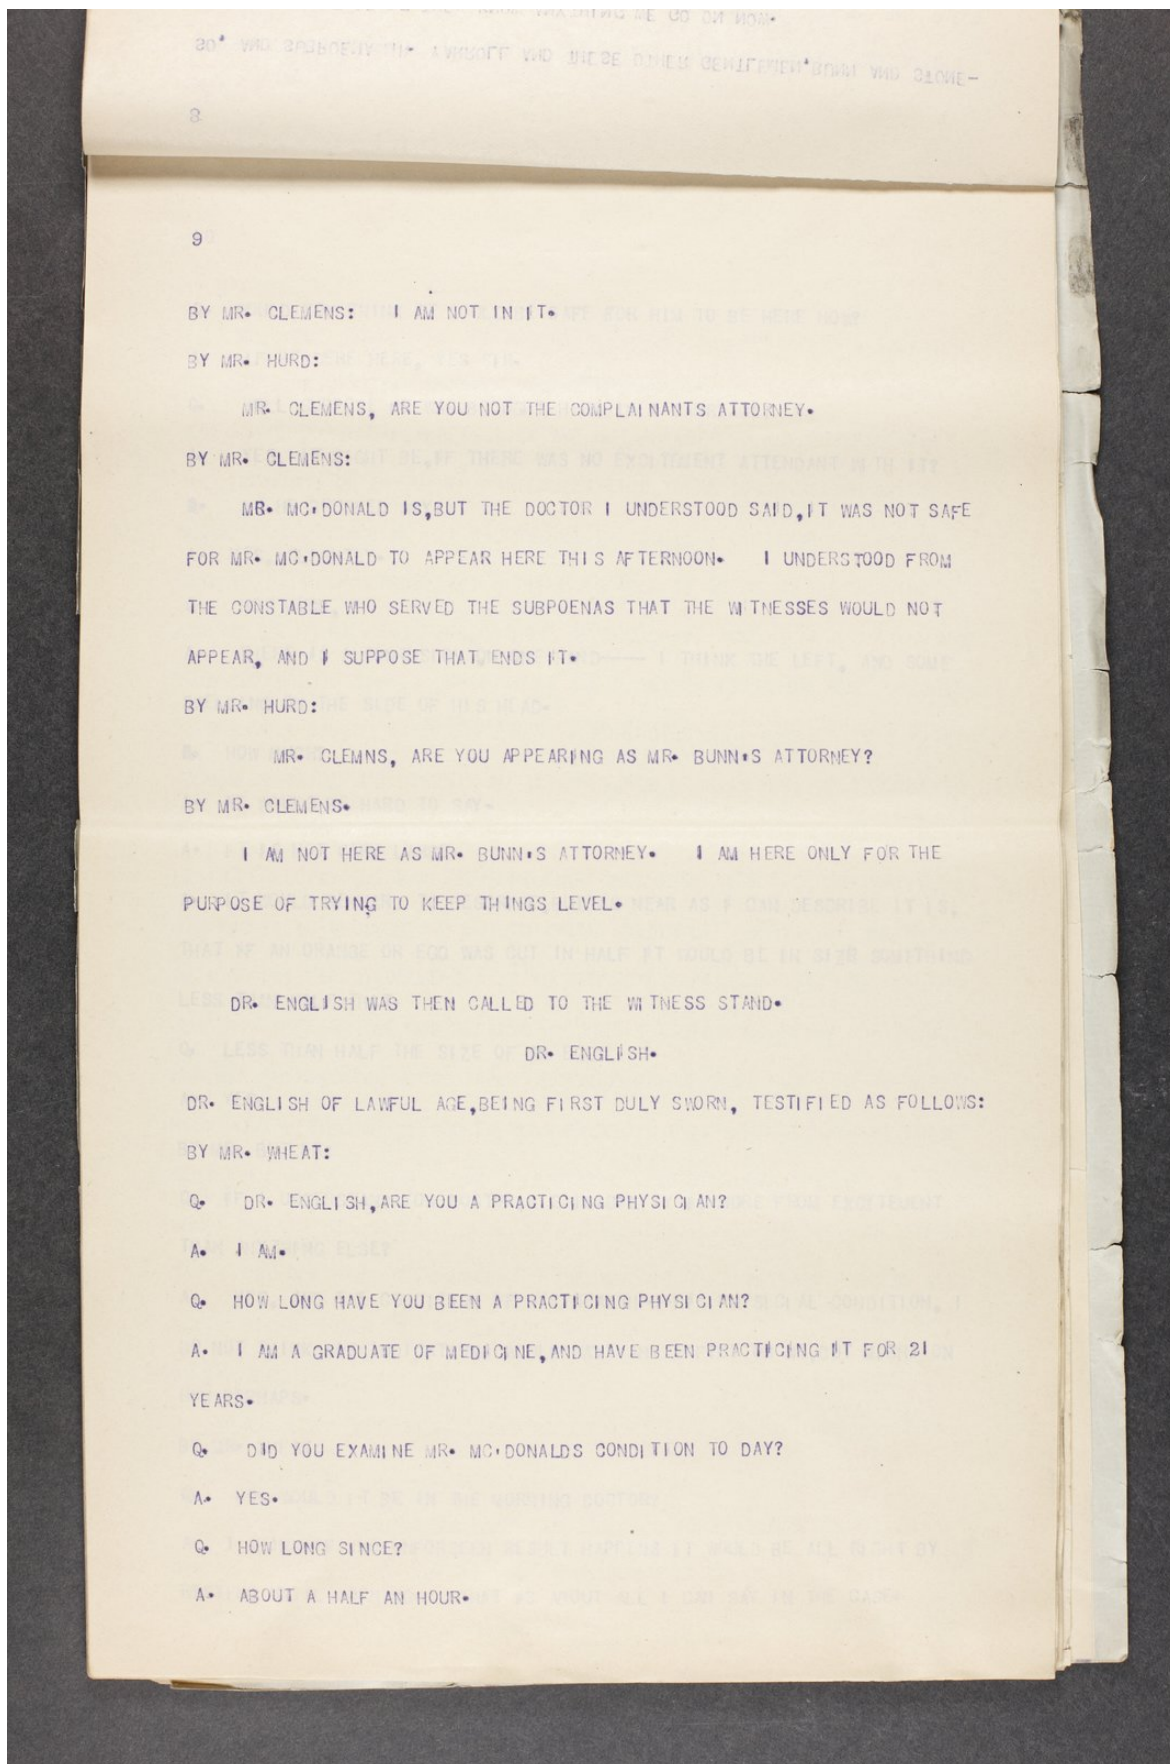 9
BY MR. CLEMENS: I AM NOT IN IT.
BY MR. HURD:
MR. CLEMENS, ARE YOU NOT THE COMPLAINANTS ATTORNEY.
BY MR. CLEMENS:
MR. MC'DONALD IS,BUT THE DOCTOR I UNDERSTOOD SAID,IT WAS NOT SAFE
FOR MR. MC'DONALD TO APPEAR HERE THIS AFTERNOON. I UNDERSTOOD FROM
THE CONSTABLE WHO SERVED THE SUBPOENAS THAT THE WITNESSES WOULD NOT
APPEAR, AND I SUPPOSE THAT ENDS IT.
BY MR. HURD:
MR. CLEMNS, ARE YOU APPEARING AS MR. BUNN'S ATTORNEY?
BY MR. CLEMENS.
I AM NOT HERE AS MR. BUNN'S ATTORNEY. I AM HERE ONLY FOR THE
PURPOSE OF TRYING TO KEEP THINGS LEVEL.
DR. ENGLISH WAS THEN CALLED TO THE WITNESS STAND.
DR. ENGLISH.
DR. ENGLISH OF LAWFUL AGE,BEING FIRST DULY SWORN, TESTIFIED AS FOLLOWS:
BY MR. WHEAT:
Q. DR. ENGLISH,ARE YOU A PRACTICING PHYSICIAN?
A. I AM.
Q. HOW LONG HAVE YOU BEEN A PRACTICING PHYSICIAN?
A. I AM A GRADUATE OF MEDICINE,AND HAVE BEEN PRACTICING IT FOR 21
YEARS.
Q. DID YOU EXAMINE MR. MC'DONALDS CONDITION TO DAY?
A. YES.
Q. HOW LONG SINCE?
A. ABOUT A HALF AN HOUR.